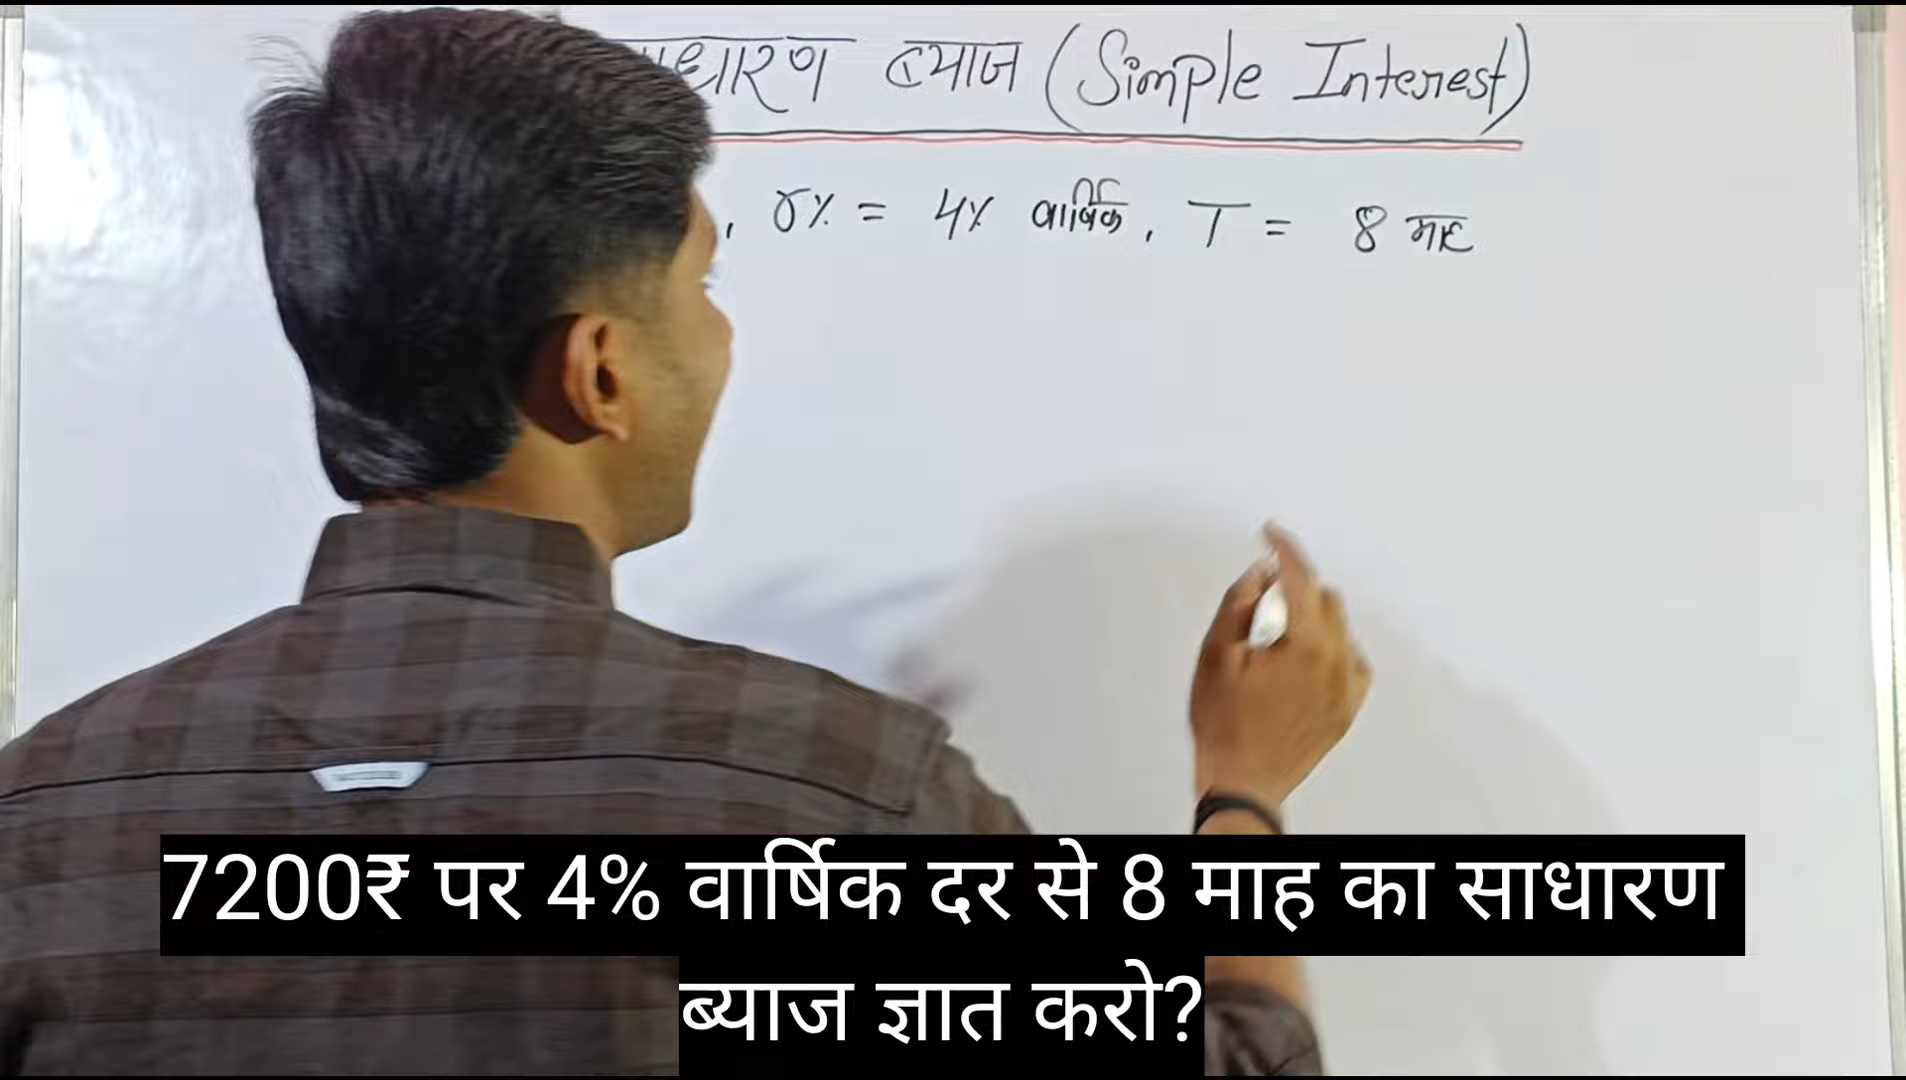 साधारण ब्याज (Simple Interest)
, r% = 4% वार्षिक, T = 8 माह
7200₹ पर 4% वार्षिक दर से 8 माह का साधारण
ब्याज ज्ञात करो?